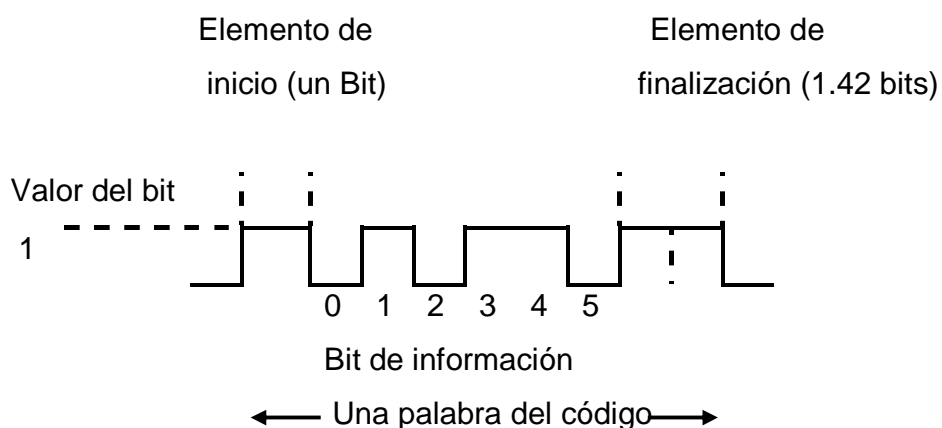 Elemento de
inicio (un Bit)
Elemento de
finalización (1.42 bits)
Valor del bit
1
0 1 2 3 4 5
Bit de información
Una palabra del código